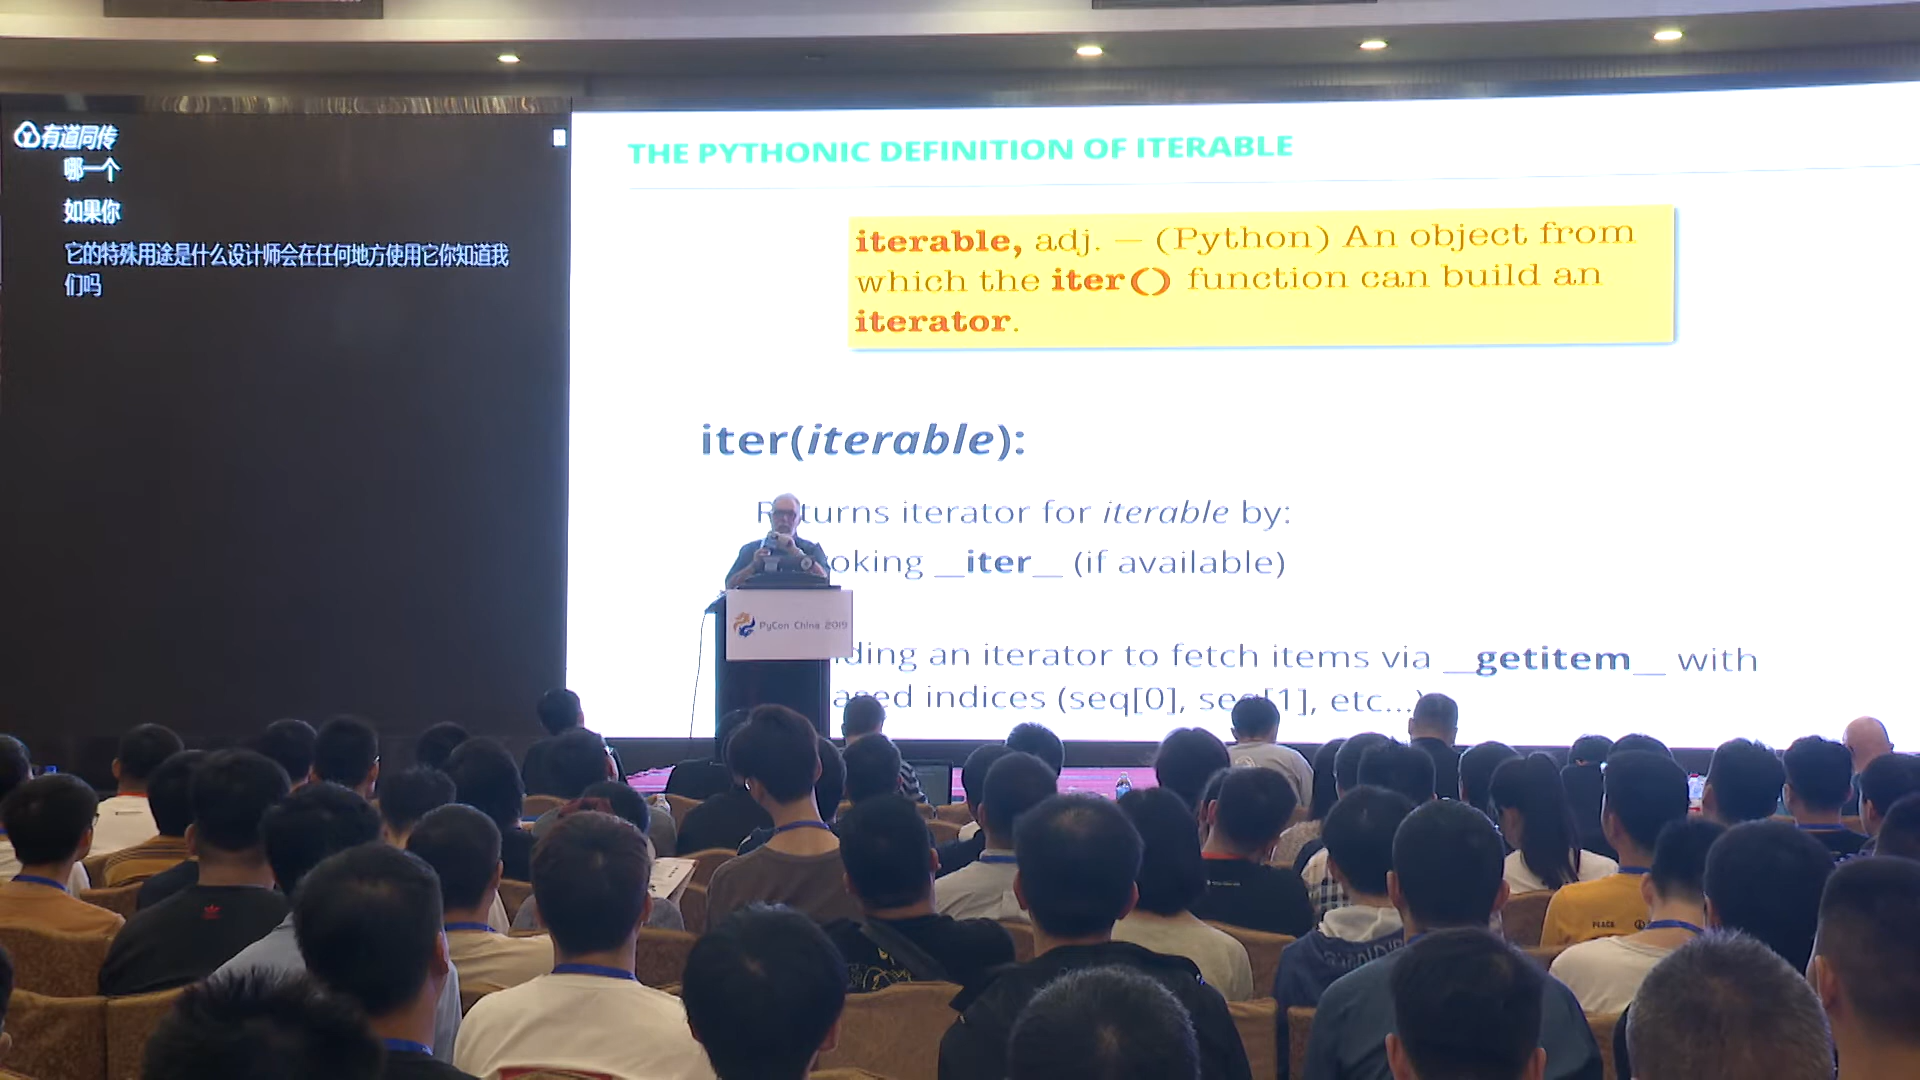 有道同传
哪一个
如果你
它的特殊用途是什么设计师会在任何地方使用它你知道我
们吗
THE PYTHONIC DEFINITION OF ITERABLE
iterable, adj. — (Python) An object from
which the iter() function can build an
iterator.
iter(iterable):
iterator for iterable by:
__iter__ (if available)
an iterator to fetch items via __getitem__ with
indices (seq[0], seq[1], etc...)
PyCon China 2019
PEACE